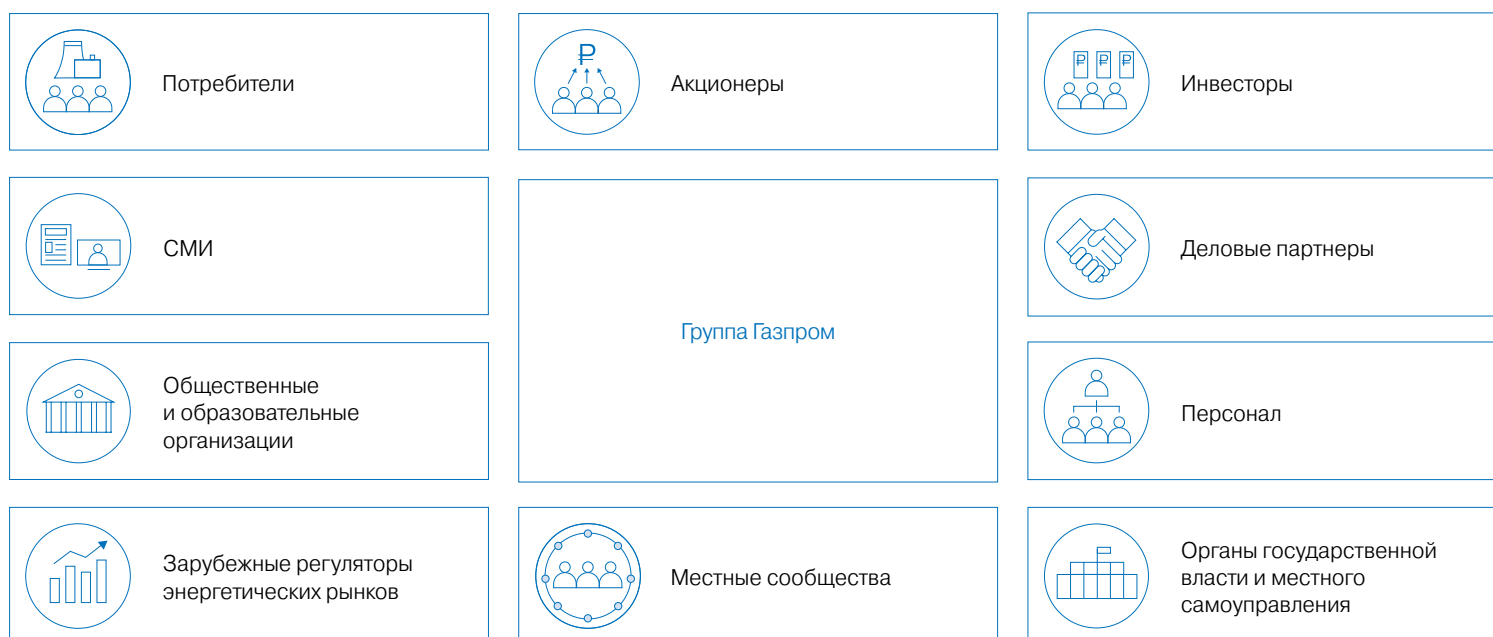 Потребители
Акционеры
Инвесторы
СМИ
Группа Газпром
Деловые партнеры
Общественные
и образовательные
организации
Персонал
Зарубежные регуляторы
энергетических рынков
Местные сообщества
Органы государственной
власти и местного
самоуправления